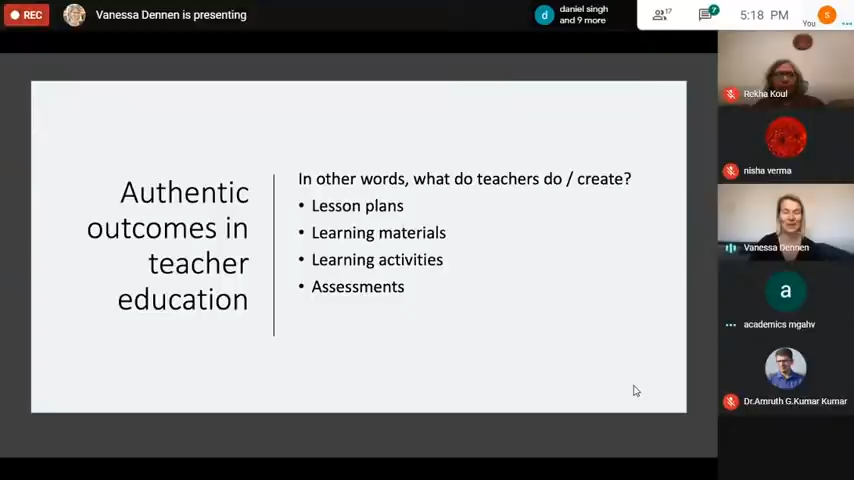 REC
Vanessa Dennen is presenting
d
daniel singh
and 9 more
17
7
5:18 PM
You
S
Authentic
outcomes in
teacher
education
In other words, what do teachers do / create?
• Lesson plans
• Learning materials
• Learning activities
• Assessments
Rekha Koul
nisha verma
Vanessa Dennen
a
academics mgahv
Dr.Amruth G.Kumar Kumar